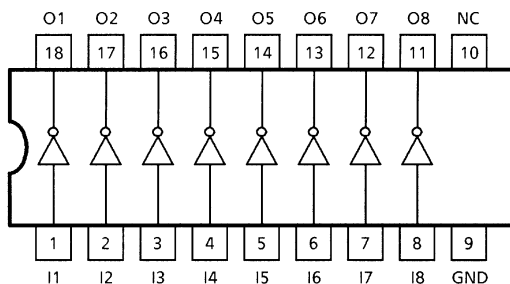 O1 O2 O3 O4 O5 O6 O7 O8 NC
18 17 16 15 14 13 12 11 10
1 2 3 4 5 6 7 8 9
I1 I2 I3 I4 I5 I6 I7 I8 GND